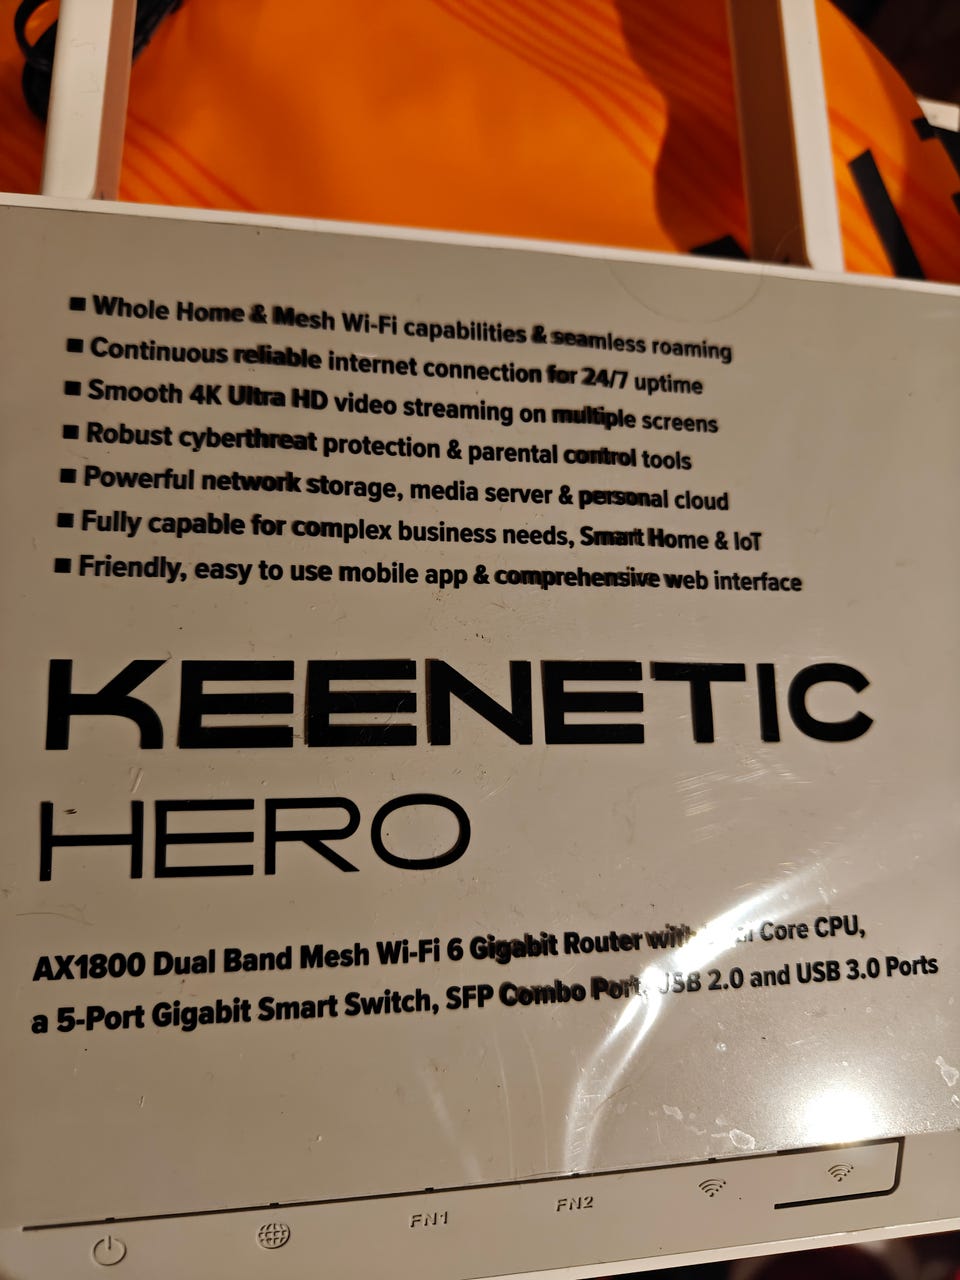 ■ Whole Home & Mesh Wi-Fi capabilities & seamless roaming
■ Continuous reliable internet connection for 24/7 uptime
■ Smooth 4K Ultra HD video streaming on multiple screens
■ Robust cyberthreat protection & parental control tools
■ Powerful network storage, media server & personal cloud
■ Fully capable for complex business needs, Smart Home & IoT
■ Friendly, easy to use mobile app & comprehensive web interface
KEENETIC
HERO
AX1800 Dual Band Mesh Wi-Fi 6 Gigabit Router with Core CPU,
a 5-Port Gigabit Smart Switch, SFP Combo Port, USB 2.0 and USB 3.0 Ports
FN1 FN2